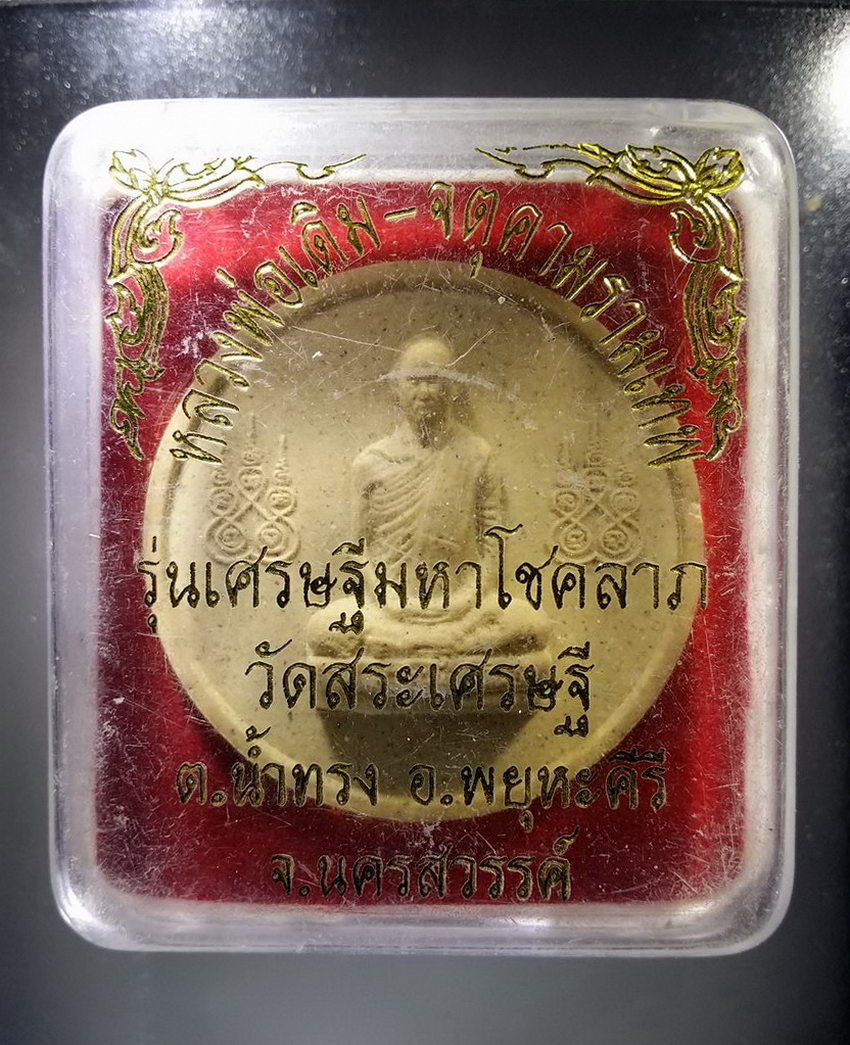 หลวงพ่อเดิม-จตุคามรามเทพ
รุ่นเศรษฐีมหาโชคลาภ
วัดสระเศรษฐี
ต.น้ำทรง อ.พยุหะคีรี
จ.นครสวรรค์